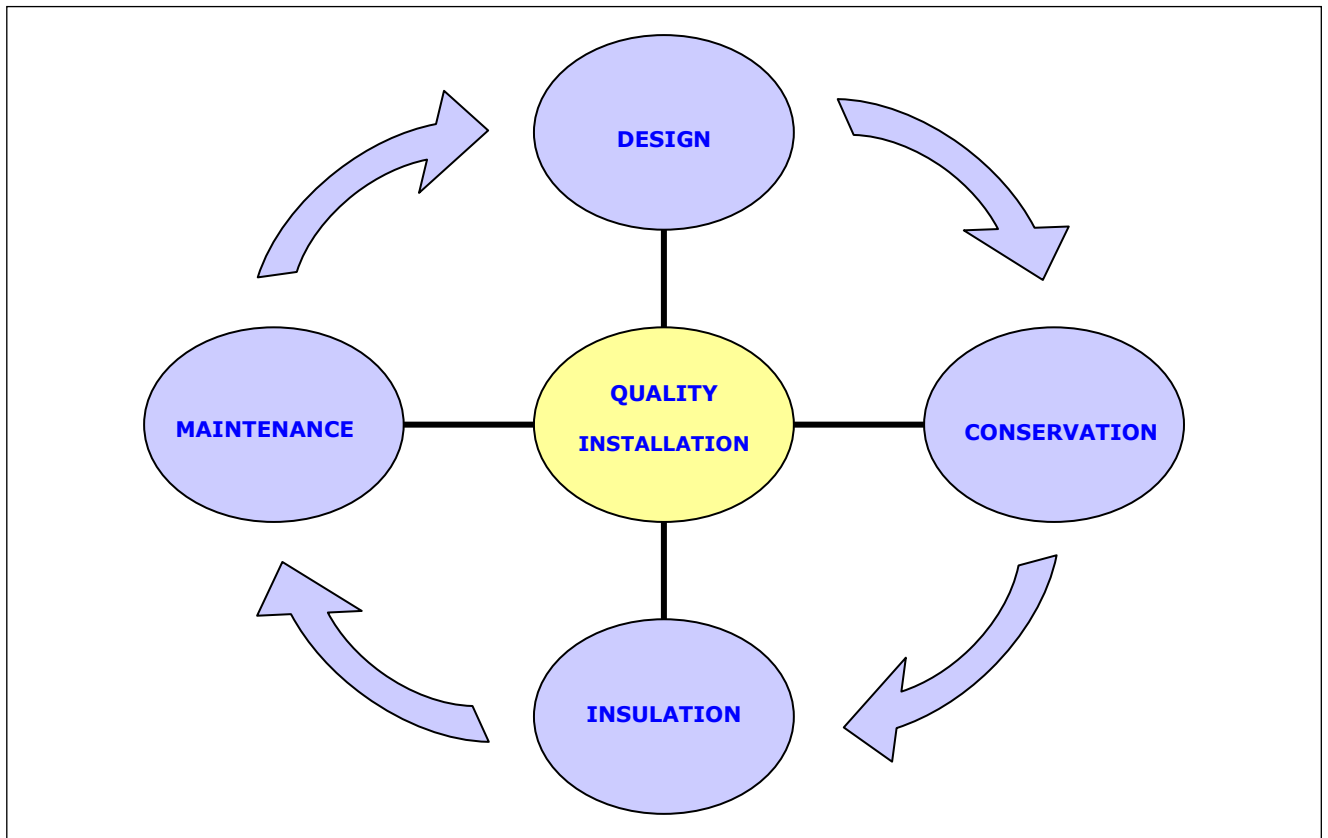 DESIGN
QUALITY
INSTALLATION
MAINTENANCE
CONSERVATION
INSULATION